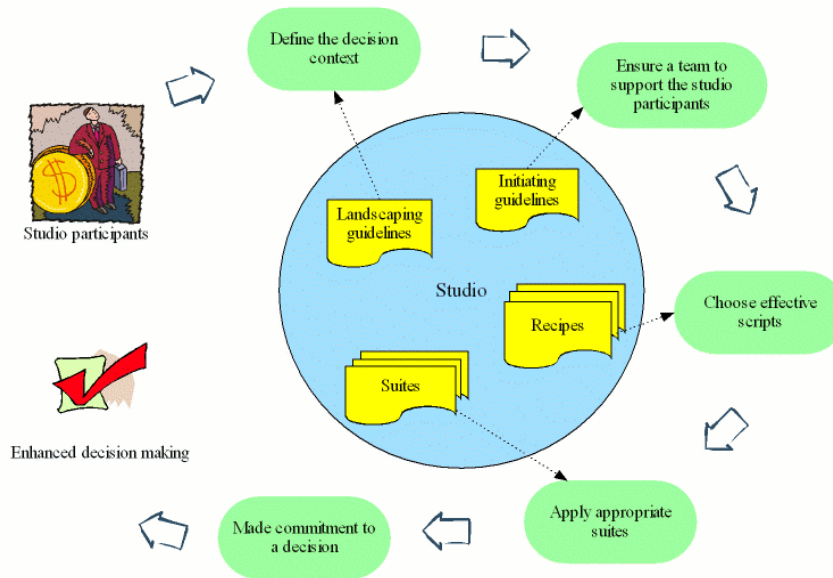 Define the decision
context
Ensure a team to
support the studio
participants
Studio participants
Landscaping
guidelines
Initiating
guidelines
Studio
Recipes
Choose effective
scripts
Suites
Enhanced decision making
Made commitment to
a decision
Apply appropriate
suites